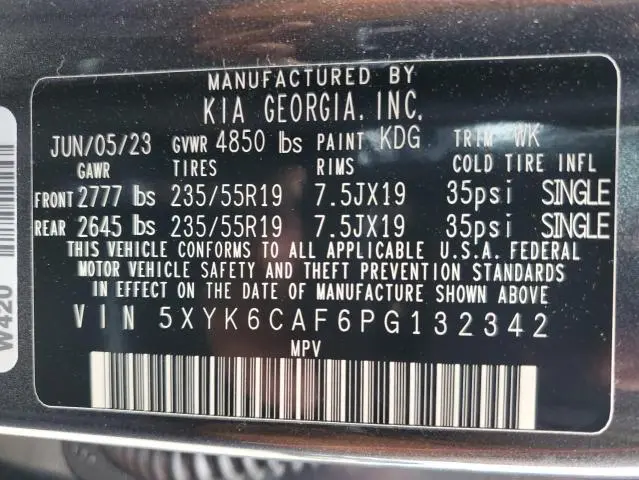 MANUFACTURED BY
KIA GEORGIA, INC.
JUN/05/23 GVWR 4850 lbs PAINT KDG TRIM WK
GAWR TIRES RIMS COLD TIRE INFL
FRONT 2777 lbs 235/55R19 7.5JX19 35psi SINGLE
REAR 2645 lbs 235/55R19 7.5JX19 35psi SINGLE
THIS VEHICLE CONFORMS TO ALL APPLICABLE U.S.A. FEDERAL
MOTOR VEHICLE SAFETY AND THEFT PREVENTION STANDARDS
IN EFFECT ON THE DATE OF MANUFACTURE SHOWN ABOVE
VIN 5XYK6CAF6PG132342
MPV
W420